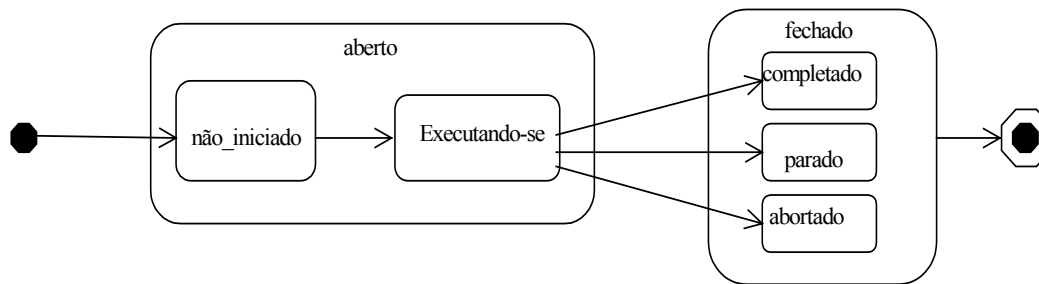 aberto
não_iniciado
Executando-se
fechado
completado
parado
abortado